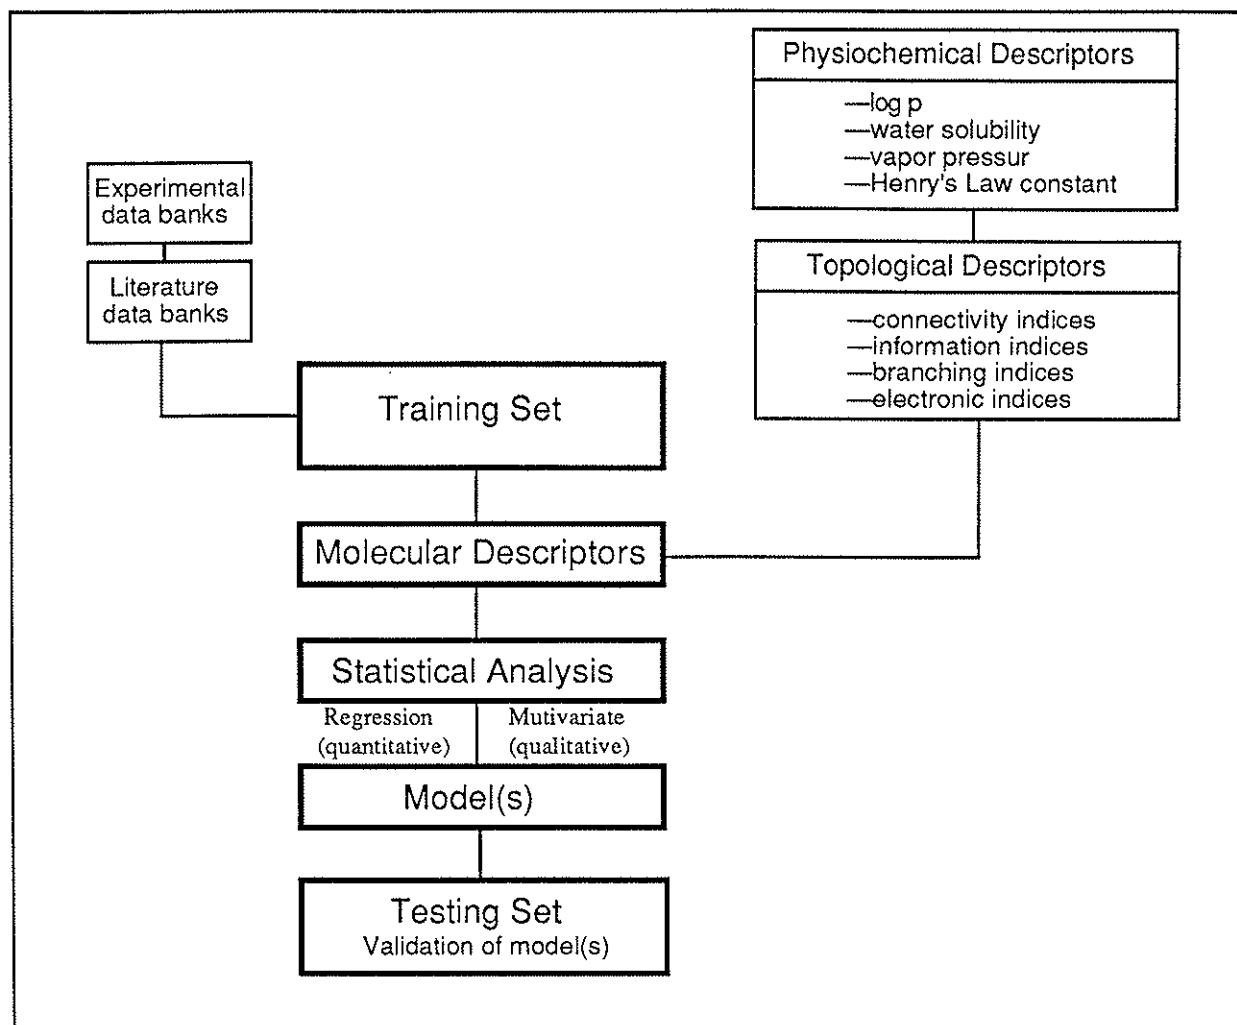 Physiochemical Descriptors
—log p
—water solubility
—vapor pressur
—Henry's Law constant
Experimental
data banks
Literature
data banks
Topological Descriptors
—connectivity indices
—information indices
—branching indices
—electronic indices
Training Set
Molecular Descriptors
Statistical Analysis
Regression
(quantitative)
Mutivariate
(qualitative)
Model(s)
Testing Set
Validation of model(s)